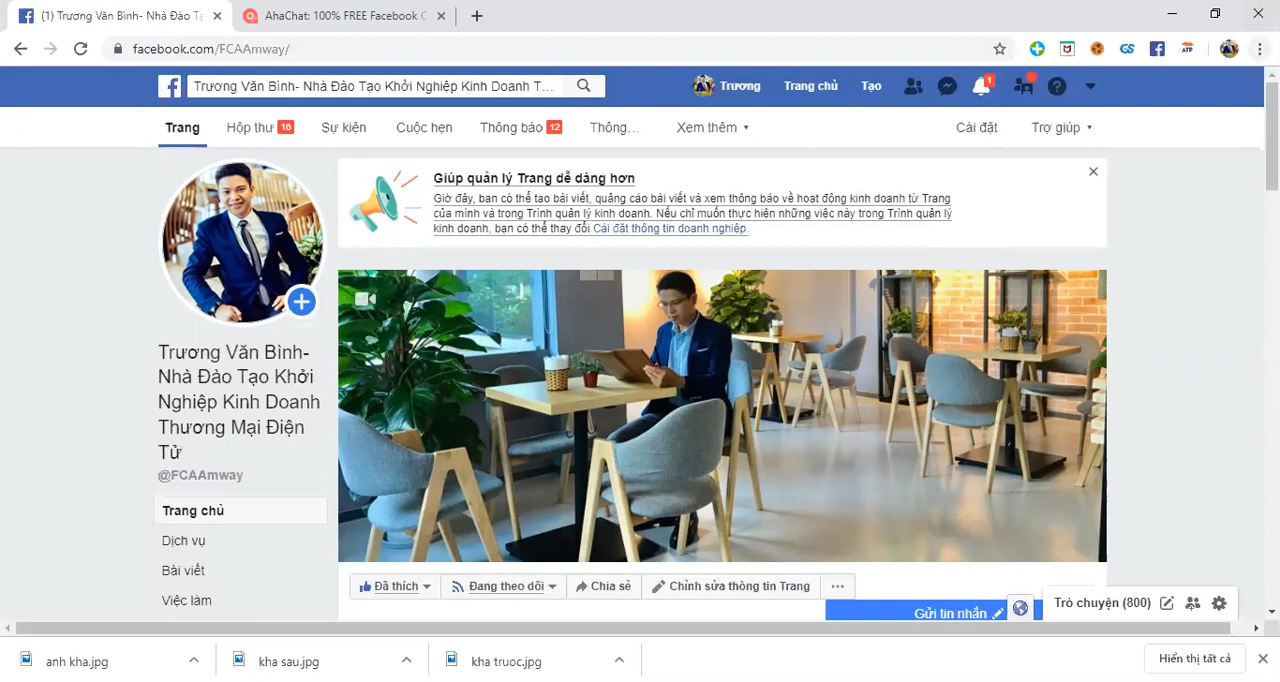 (1) Trương Văn Bình- Nhà Đào Tạ
AhaChat: 100% FREE Facebook C
facebook.com/FCAAmway/
GS
ATP
Trương Văn Bình- Nhà Đào Tạo Khởi Nghiệp Kinh Doanh T...
Trương
Trang chủ
Tạo
1
Trang
Hộp thư 16
Sự kiện
Cuộc hẹn
Thông báo 12
Thông...
Xem thêm
Cài đặt
Trợ giúp
Giúp quản lý Trang dễ dàng hơn
Giờ đây, bạn có thể tạo bài viết, quảng cáo bài viết và xem thông báo về hoạt động kinh doanh từ Trang
của mình và trong Trình quản lý kinh doanh. Nếu chỉ muốn thực hiện những việc này trong Trình quản lý
kinh doanh, bạn có thể thay đổi Cài đặt thông tin doanh nghiệp.
Trương Văn Bình-
Nhà Đào Tạo Khởi
Nghiệp Kinh Doanh
Thương Mại Điện
Tử
@FCAAmway
Trang chủ
Dịch vụ
Bài viết
Việc làm
Đã thích
Đang theo dõi
Chia sẻ
Chỉnh sửa thông tin Trang
Gửi tin nhắn
Trò chuyện (800)
anh kha.jpg
kha sau.jpg
kha truoc.jpg
Hiển thị tất cả